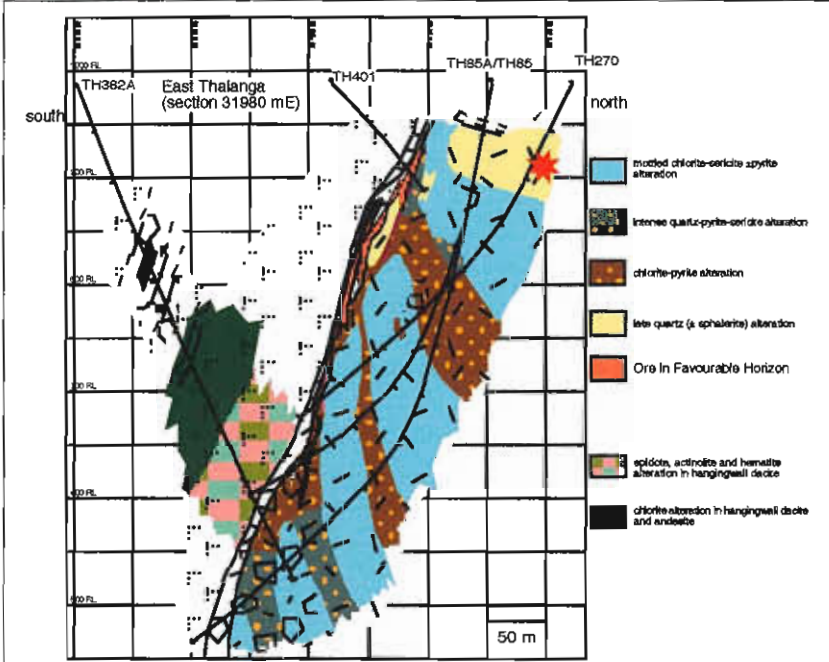 TH382A
East Thalanga
(section 31980 mE)
TH401
TH85A/TH85
TH270
south
north
mottled chlorite-sericite ±pyrite
alteration
intense quartz-pyrite-sericite alteration
chlorite-pyrite alteration
late quartz (± sphalerite) alteration
Ore in Favourable Horizon
epidote, actinolite and hematite
alteration in hangingwall dacite
chlorite alteration in hangingwall dacite
and andesite
50 m